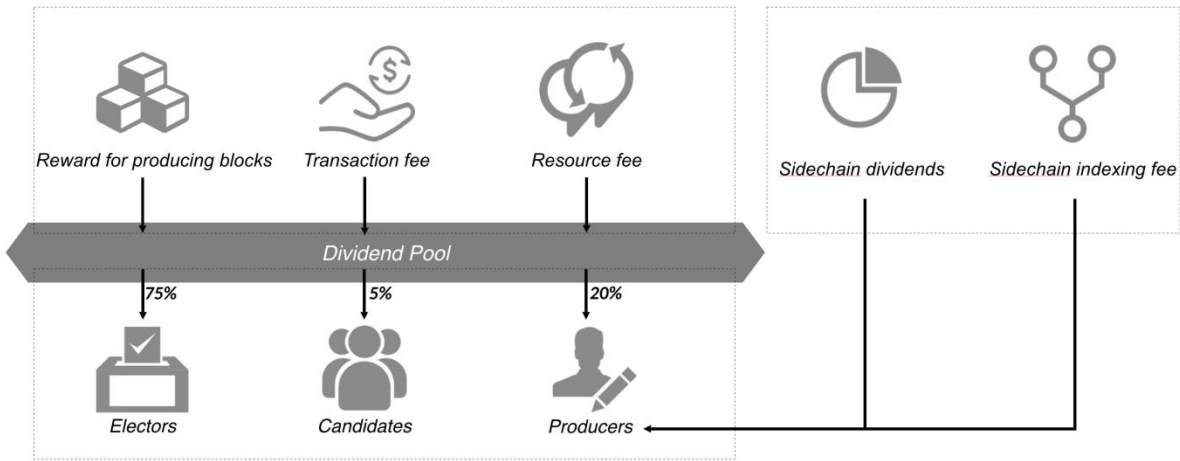 $
Reward for producing blocks
Transaction fee
Resource fee
Sidechain dividends
Sidechain indexing fee
Dividend Pool
75%
5%
20%
Electors
Candidates
Producers